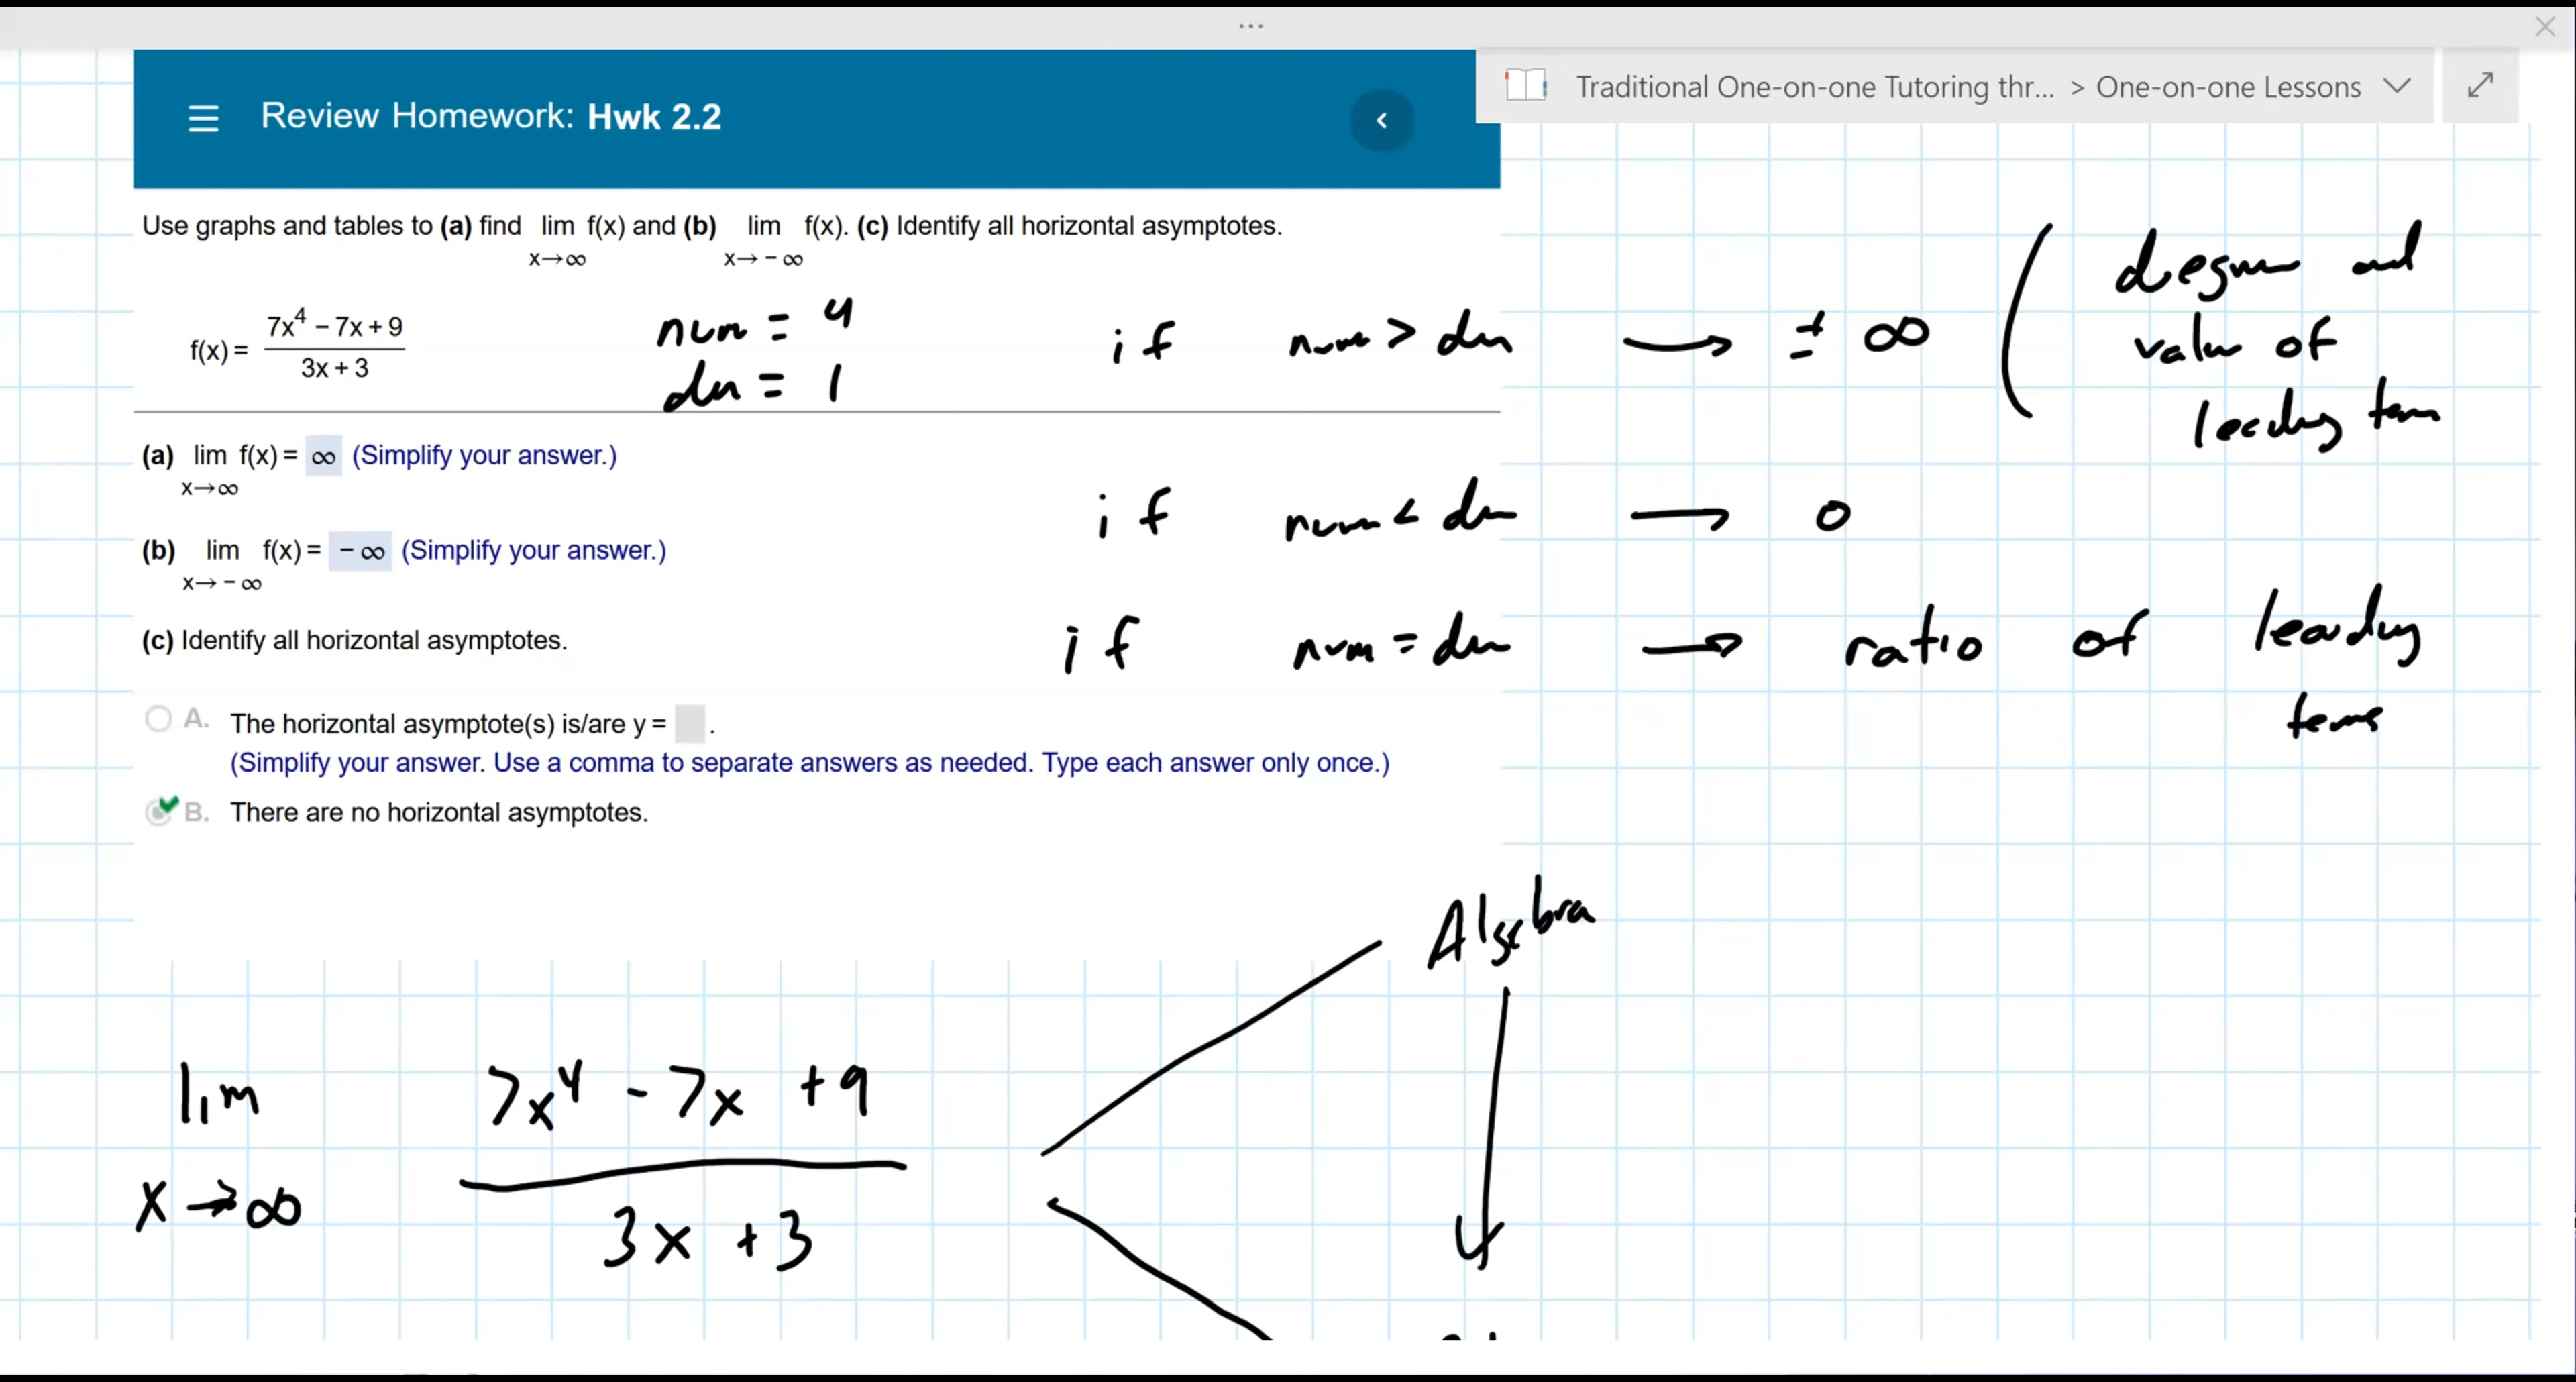 ...
Review Homework: Hwk 2.2
Traditional One-on-one Tutoring thr... > One-on-one Lessons
Use graphs and tables to (a) find lim f(x) and (b) lim f(x). (c) Identify all horizontal asymptotes.
x→∞ x→ - ∞
f(x) = 7x⁴ − 7x + 9
3x + 3
num = 4
den = 1
if num > den → ± ∞ ( degree and
value of
leading term
(a) lim f(x) = ∞ (Simplify your answer.)
x→∞
if num < den → 0
(b) lim f(x) = - ∞ (Simplify your answer.)
x→ - ∞
(c) Identify all horizontal asymptotes.
if num = den → ratio of leading
terms
A. The horizontal asymptote(s) is/are y = .
(Simplify your answer. Use a comma to separate answers as needed. Type each answer only once.)
B. There are no horizontal asymptotes.
Algebra
lim 7x⁴ - 7x + 9
x → ∞ 3x + 3